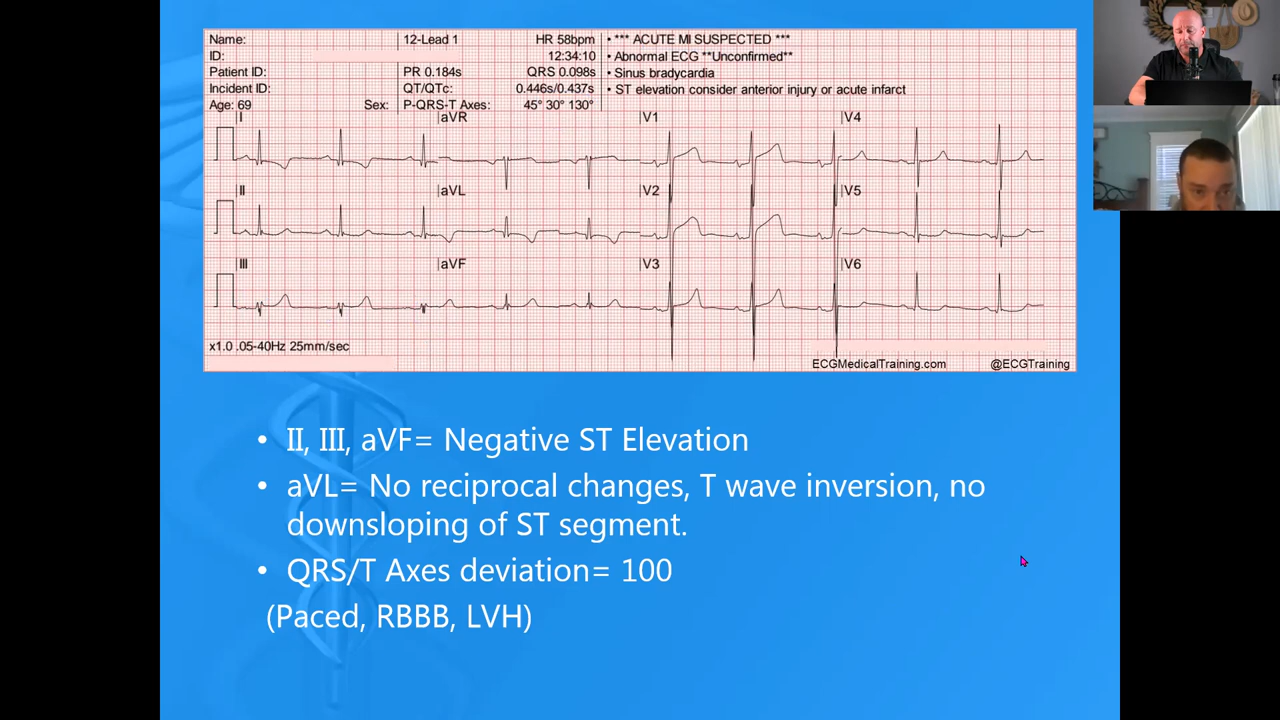 Name: 12-Lead 1 HR 58bpm • *** ACUTE MI SUSPECTED ***
ID: 12:34:10 • Abnormal ECG **Unconfirmed**
Patient ID: PR 0.184s QRS 0.098s • Sinus bradycardia
Incident ID: QT/QTc: 0.446s/0.437s • ST elevation consider anterior injury or acute infarct
Age: 69 Sex: P-QRS-T Axes: 45° 30° 130°
I aVR V1 V4
II aVL V2 V5
III aVF V3 V6
x1.0 .05-40Hz 25mm/sec
ECGMedicalTraining.com @ECGTraining
• II, III, aVF= Negative ST Elevation
• aVL= No reciprocal changes, T wave inversion, no
downsloping of ST segment.
• QRS/T Axes deviation= 100
(Paced, RBBB, LVH)